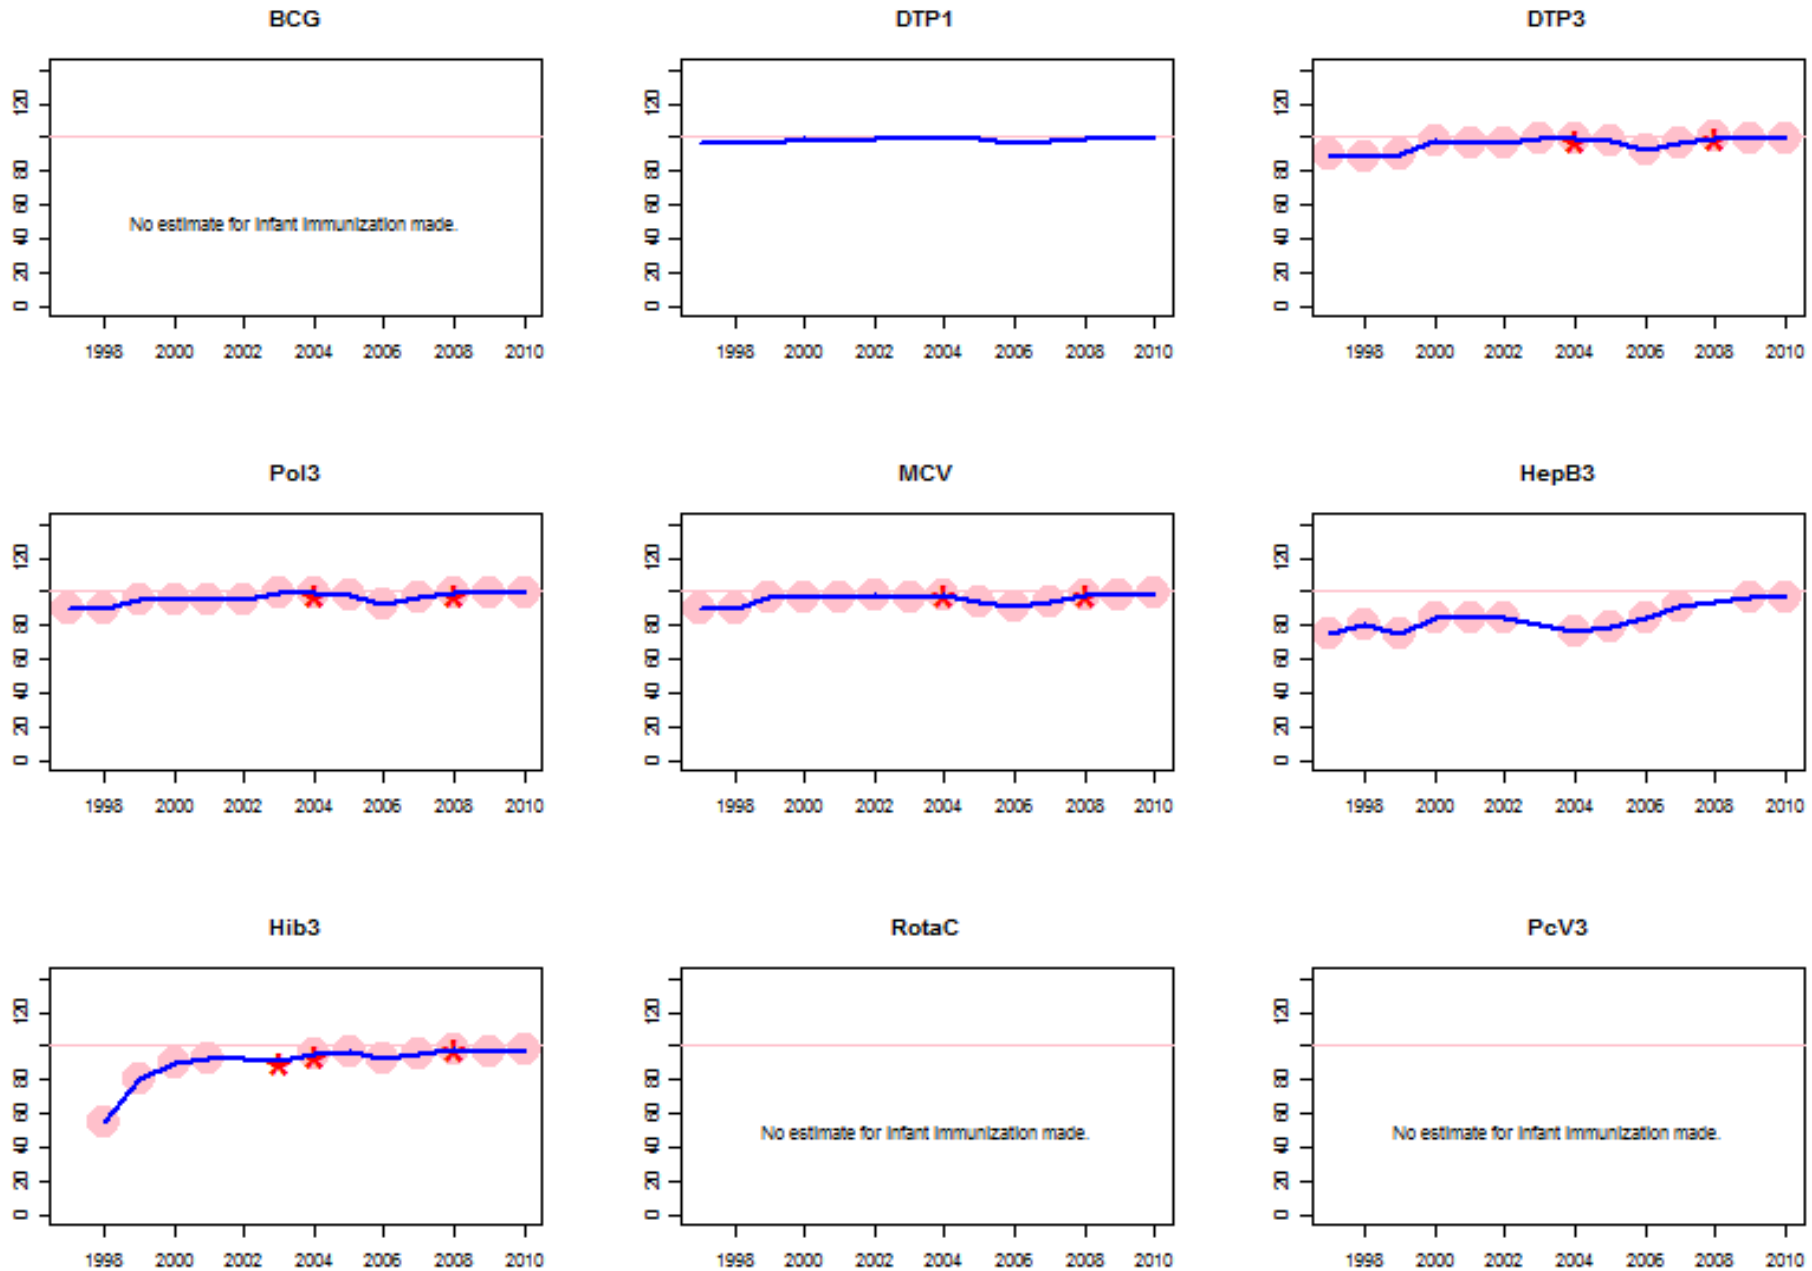 BCG DTP1 DTP3
120 120 120
80 80 80
60 60 60
No estimate for infant immunization made.
40 40 40
20 20 20
0 0 0
1998 2000 2002 2004 2006 2008 2010 1998 2000 2002 2004 2006 2008 2010 1998 2000 2002 2004 2006 2008 2010
Pol3 MCV HepB3
120 120 120
80 80 80
60 60 60
40 40 40
20 20 20
0 0 0
1998 2000 2002 2004 2006 2008 2010 1998 2000 2002 2004 2006 2008 2010 1998 2000 2002 2004 2006 2008 2010
Hib3 RotaC PcV3
120 120 120
80 80 80
60 60 60
No estimate for infant immunization made. No estimate for infant immunization made.
40 40 40
20 20 20
0 0 0
1998 2000 2002 2004 2006 2008 2010 1998 2000 2002 2004 2006 2008 2010 1998 2000 2002 2004 2006 2008 2010